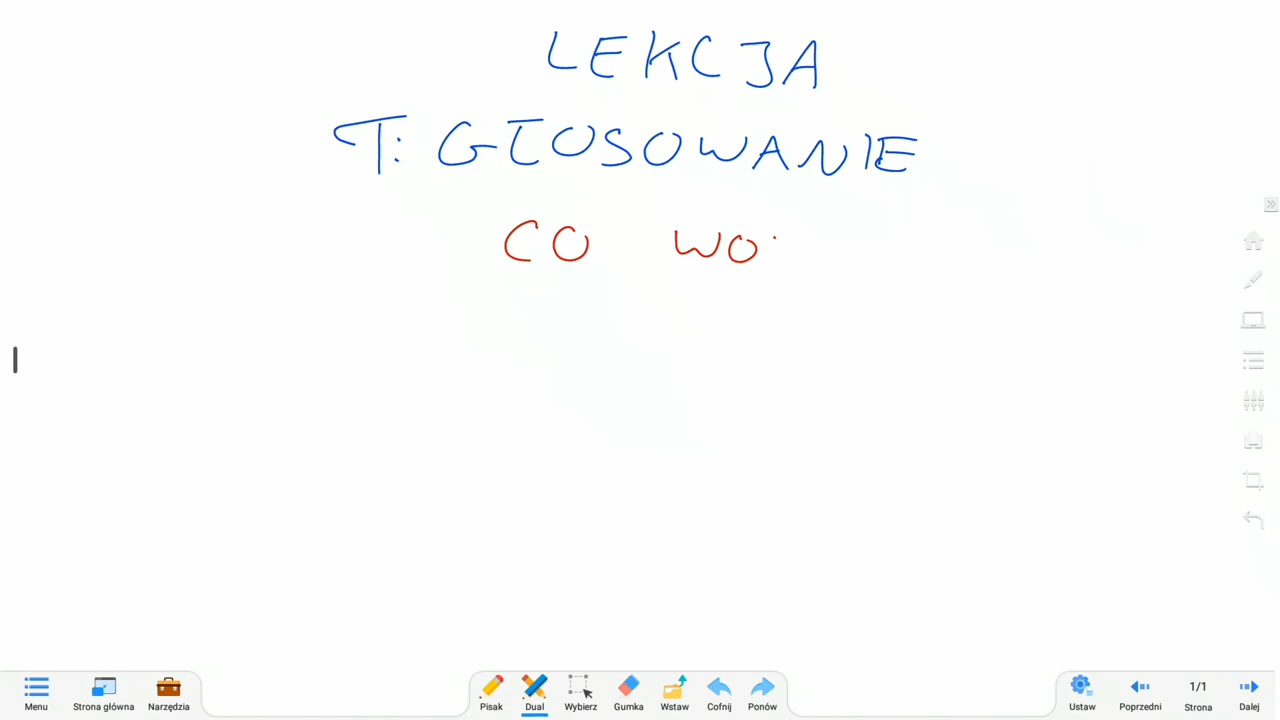 LEKCJA
T: GŁOSOWANIE
CO WO
Menu
Strona główna
Narzędzia
Pisak
Dual
Wybierz
Gumka
Wstaw
Cofnij
Ponów
Ustaw
Poprzedni
1/1
Strona
Dalej